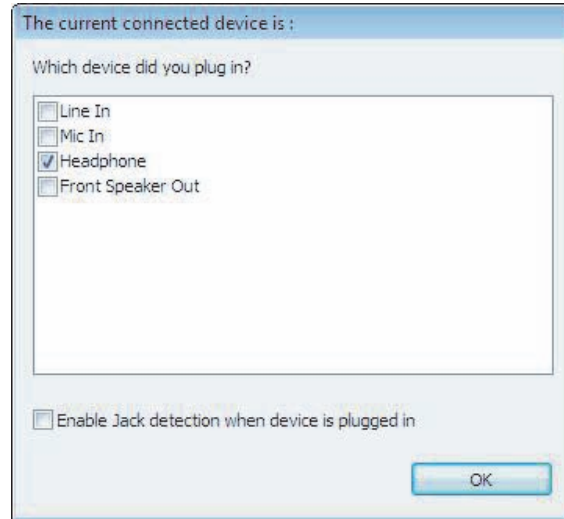 The current connected device is :
Which device did you plug in?
Line In
Mic In
Headphone
Front Speaker Out
Enable Jack detection when device is plugged in
OK